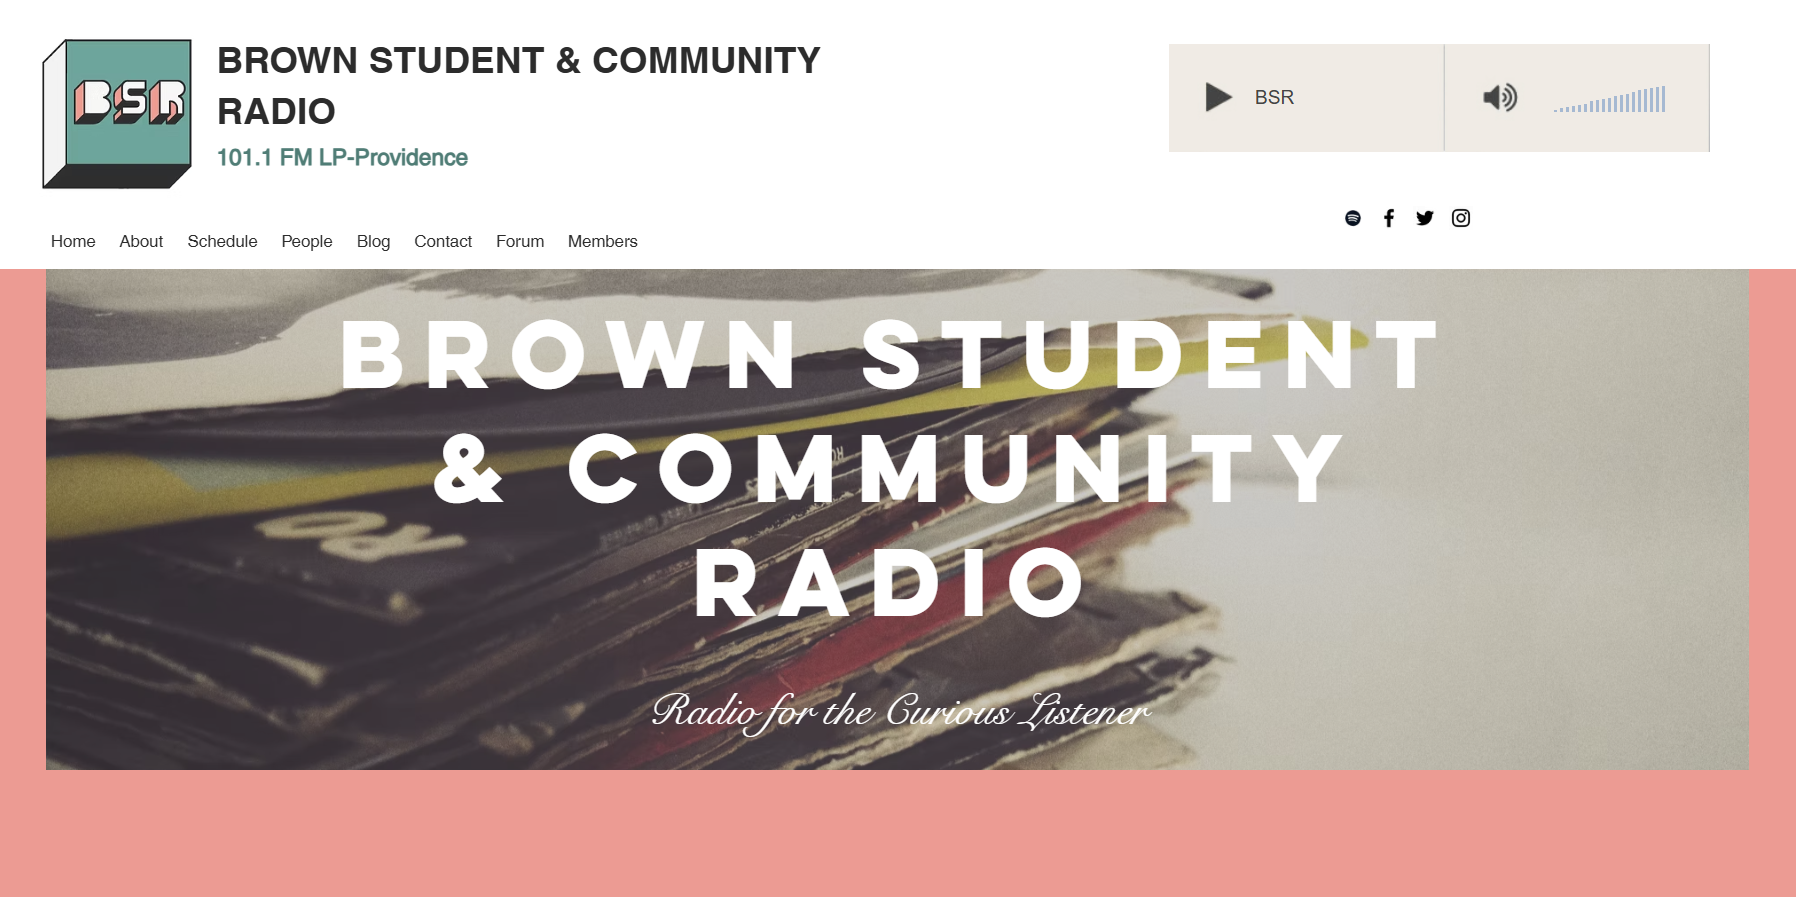 BSR
BROWN STUDENT & COMMUNITY
RADIO
101.1 FM LP-Providence
BSR
Home About Schedule People Blog Contact Forum Members
BROWN STUDENT
& COMMUNITY
RADIO
RO
Radio for the Curious Listener